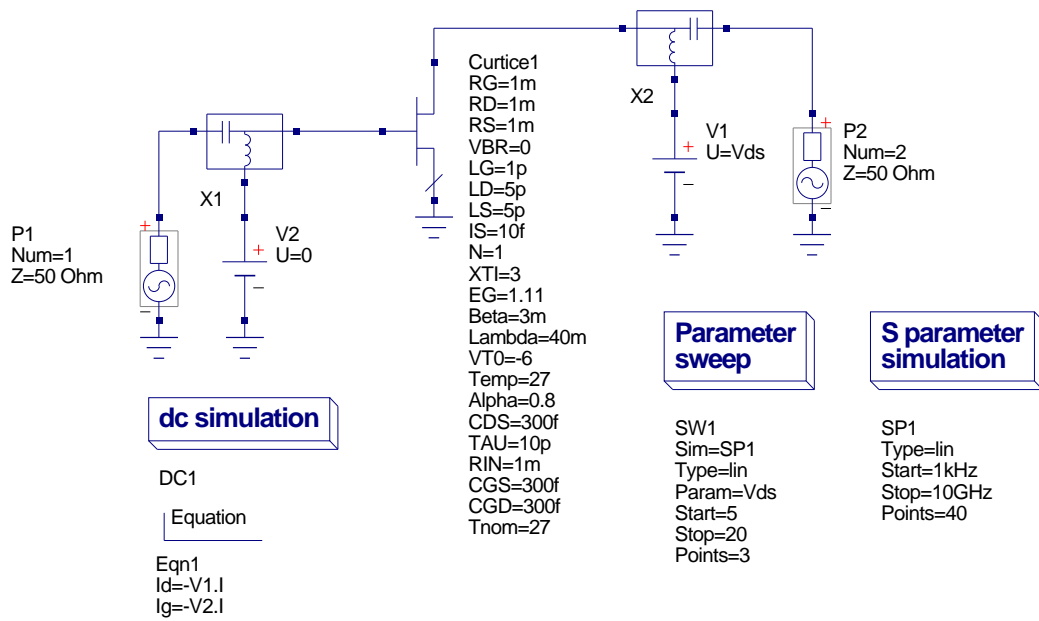 Curtice1
RG=1m
RD=1m
RS=1m
VBR=0
LG=1p
LD=5p
LS=5p
IS=10f
N=1
XTI=3
EG=1.11
Beta=3m
Lambda=40m
VT0=-6
Temp=27
Alpha=0.8
CDS=300f
TAU=10p
RIN=1m
CGS=300f
CGD=300f
Tnom=27
X2
V1
U=Vds
P2
Num=2
Z=50 Ohm
X1
P1
Num=1
Z=50 Ohm
V2
U=0
dc simulation
DC1
Equation
Eqn1
Id=-V1.I
Ig=-V2.I
Parameter
sweep
SW1
Sim=SP1
Type=lin
Param=Vds
Start=5
Stop=20
Points=3
S parameter
simulation
SP1
Type=lin
Start=1kHz
Stop=10GHz
Points=40